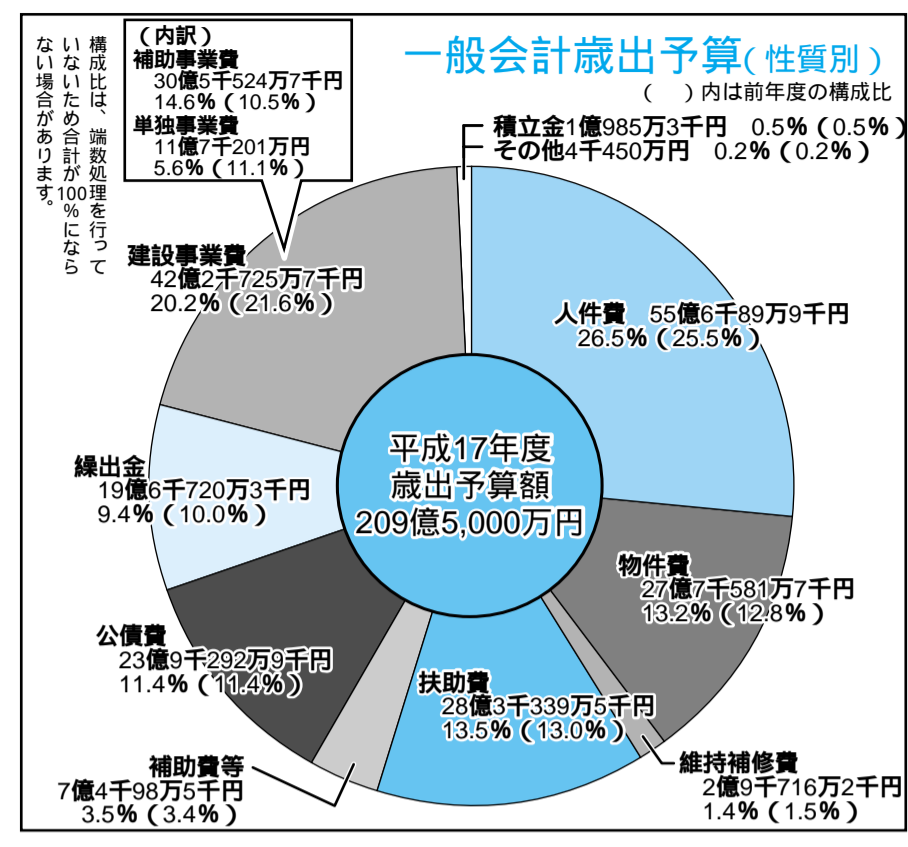 一般会計歳出予算(性質別)
(　)内は前年度の構成比
構成比は、端数処理を行って
いないため合計が100%になら
ない場合があります。
(内訳)
補助事業費
30億5千524万7千円
14.6%(10.5%)
単独事業費
11億7千201万円
5.6%(11.1%)
積立金1億985万3千円　0.5%(0.5%)
その他4千450万円　0.2%(0.2%)
建設事業費
42億2千725万7千円
20.2%(21.6%)
人件費　55億6千89万9千円
26.5%(25.5%)
平成17年度
歳出予算額
209億5,000万円
繰出金
19億6千720万3千円
9.4%(10.0%)
物件費
27億7千581万7千円
13.2%(12.8%)
公債費
23億9千292万9千円
11.4%(11.4%)
扶助費
28億3千339万5千円
13.5%(13.0%)
補助費等
7億4千98万5千円
3.5%(3.4%)
維持補修費
2億9千716万2千円
1.4%(1.5%)